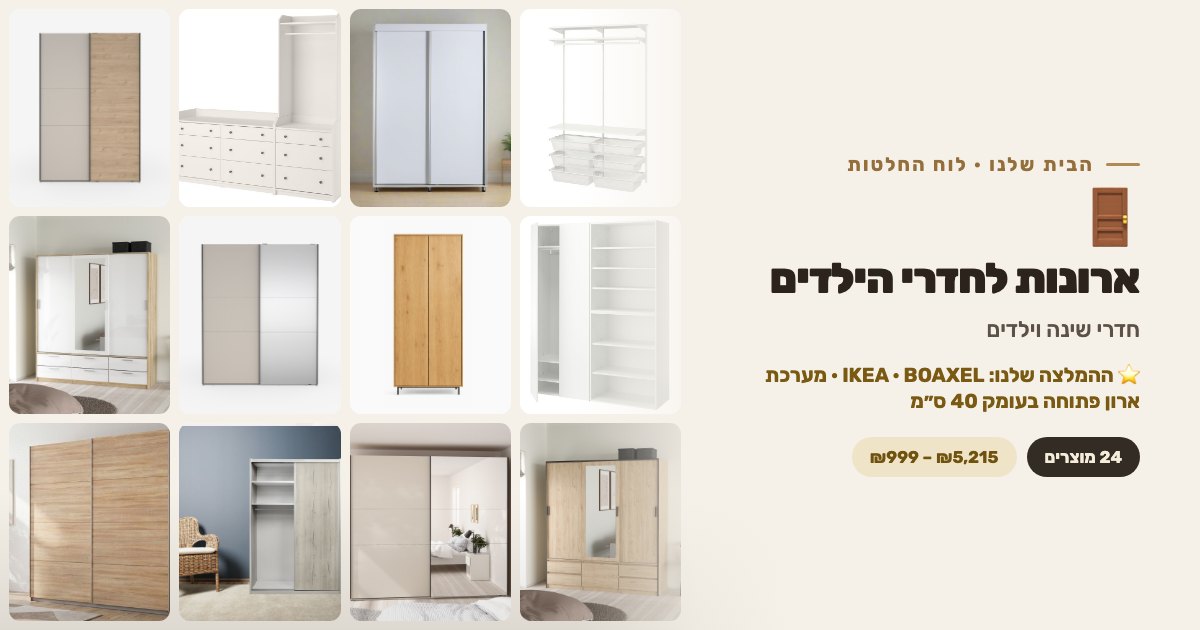 הבית שלנו • לוח החלטות
ארונות לחדרי הילדים
חדרי שינה וילדים
⭐ ההמלצה שלנו: IKEA • BOAXEL • מערכת
ארון פתוחה בעומק 40 ס״מ
24 מוצרים
₪999 – ₪5,215